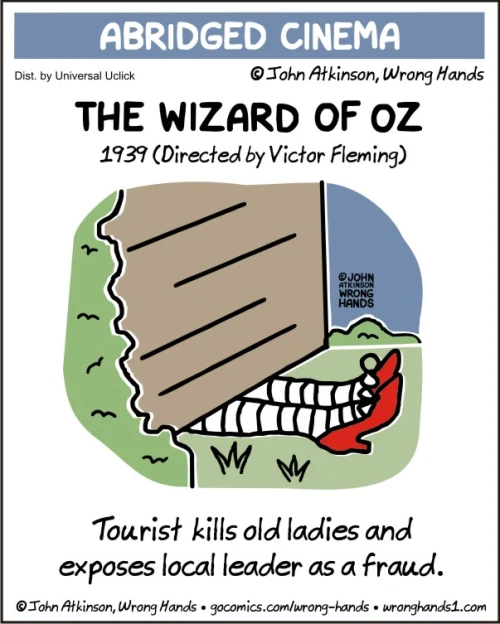 ABRIDGED CINEMA
Dist. by Universal Uclick
© John Atkinson, Wrong Hands
THE WIZARD OF OZ
1939 (Directed by Victor Fleming)
© JOHN
ATKINSON
WRONG
HANDS
Tourist kills old ladies and
exposes local leader as a fraud.
© John Atkinson, Wrong Hands • gocomics.com/wrong-hands • wronghands1.com